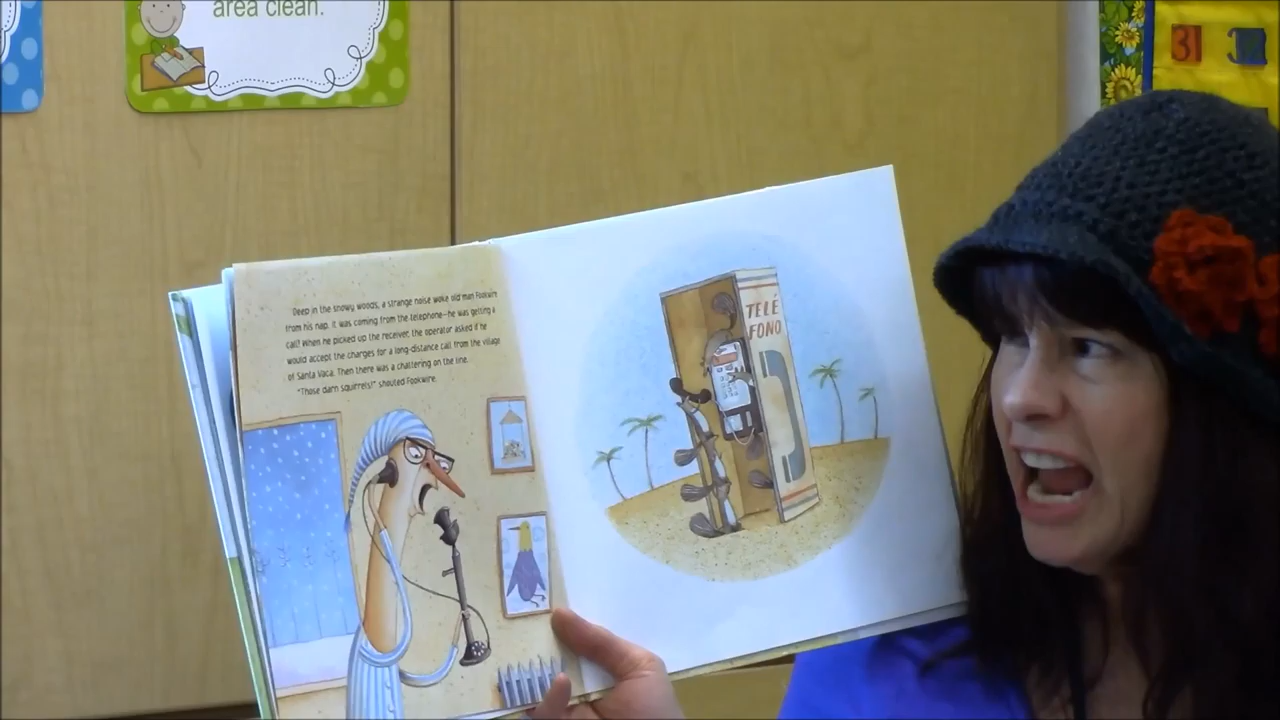 area clean.
31
Deep in the snowy woods, a strange noise woke old man Fookwire
from his nap. It was coming from the telephone—he was getting a
call! When he picked up the receiver, the operator asked if he
would accept the charges for a long-distance call from the village
of Santa Vaca. Then there was a chattering on the line.
"Those darn squirrels!" shouted Fookwire.
TELÉ
FONO